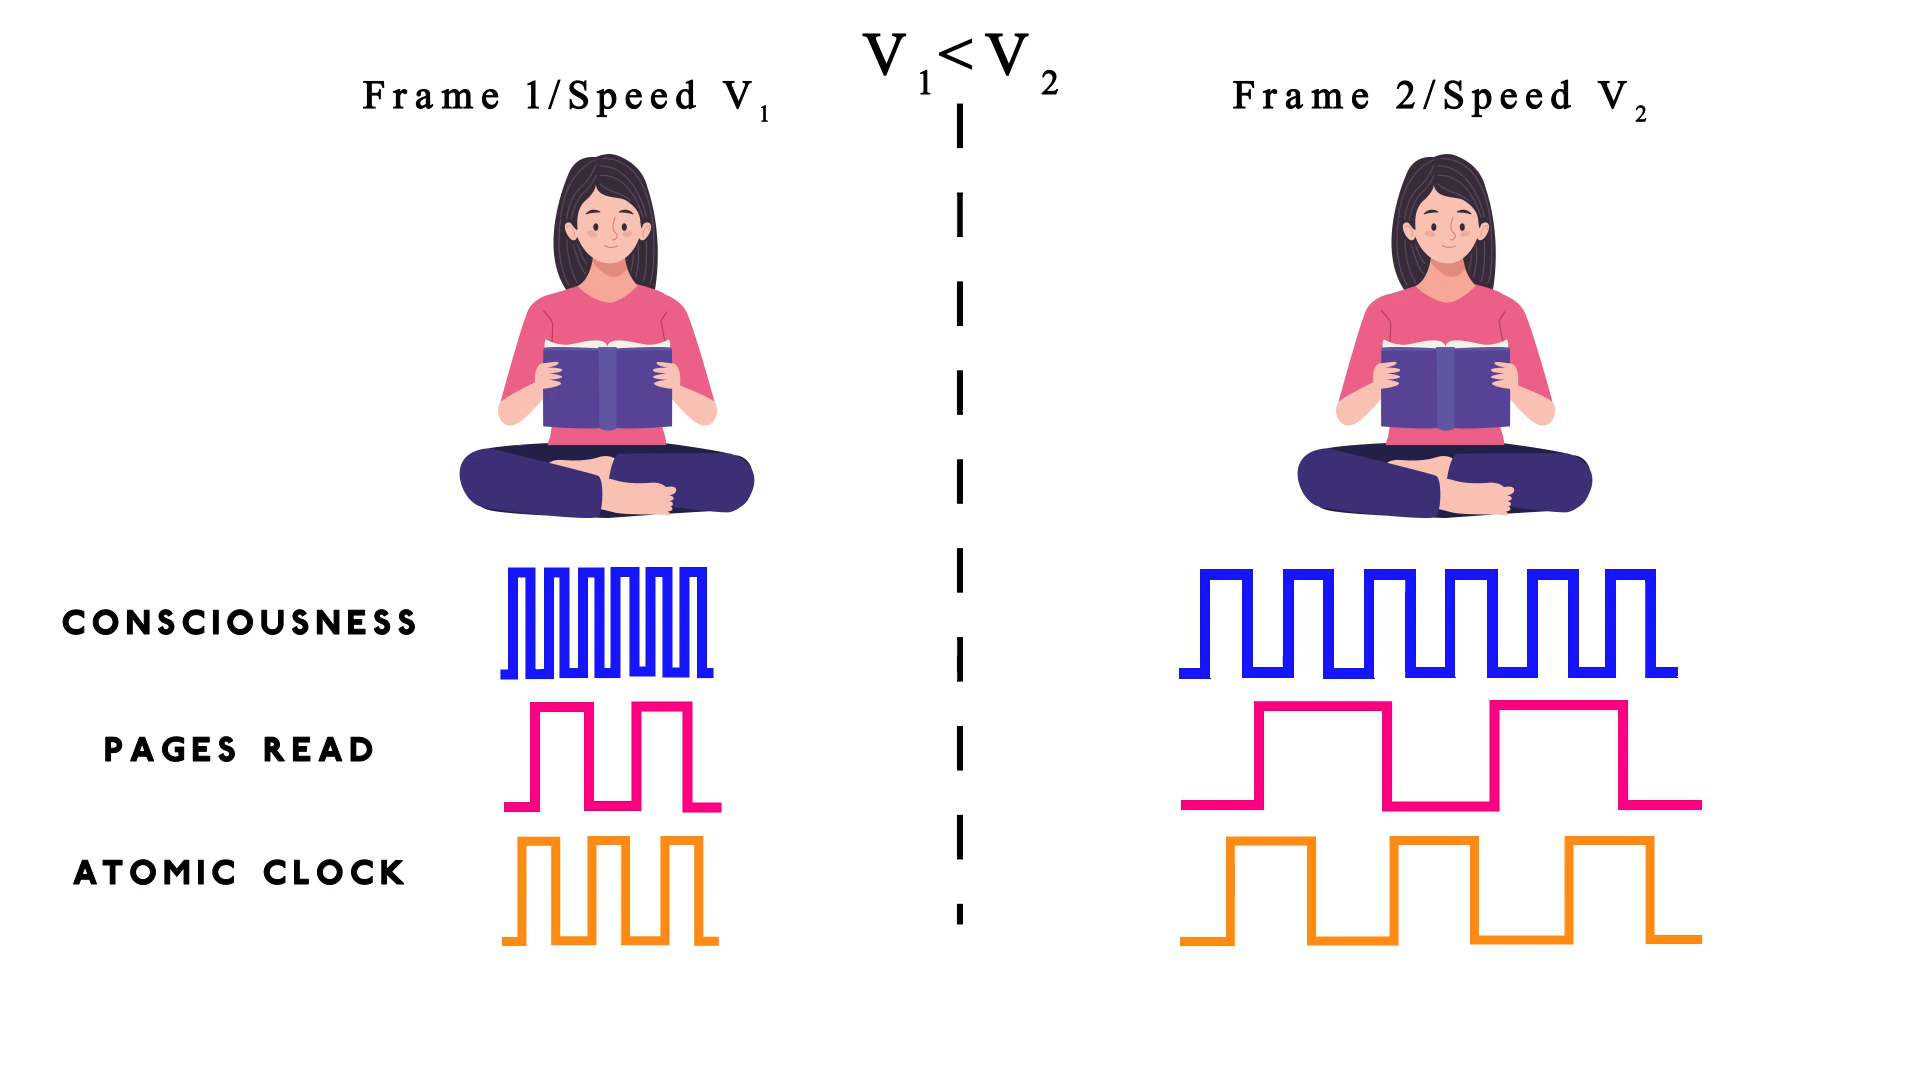 V₁<V₂
Frame 1/Speed V₁
Frame 2/Speed V₂
CONSCIOUSNESS
PAGES READ
ATOMIC CLOCK